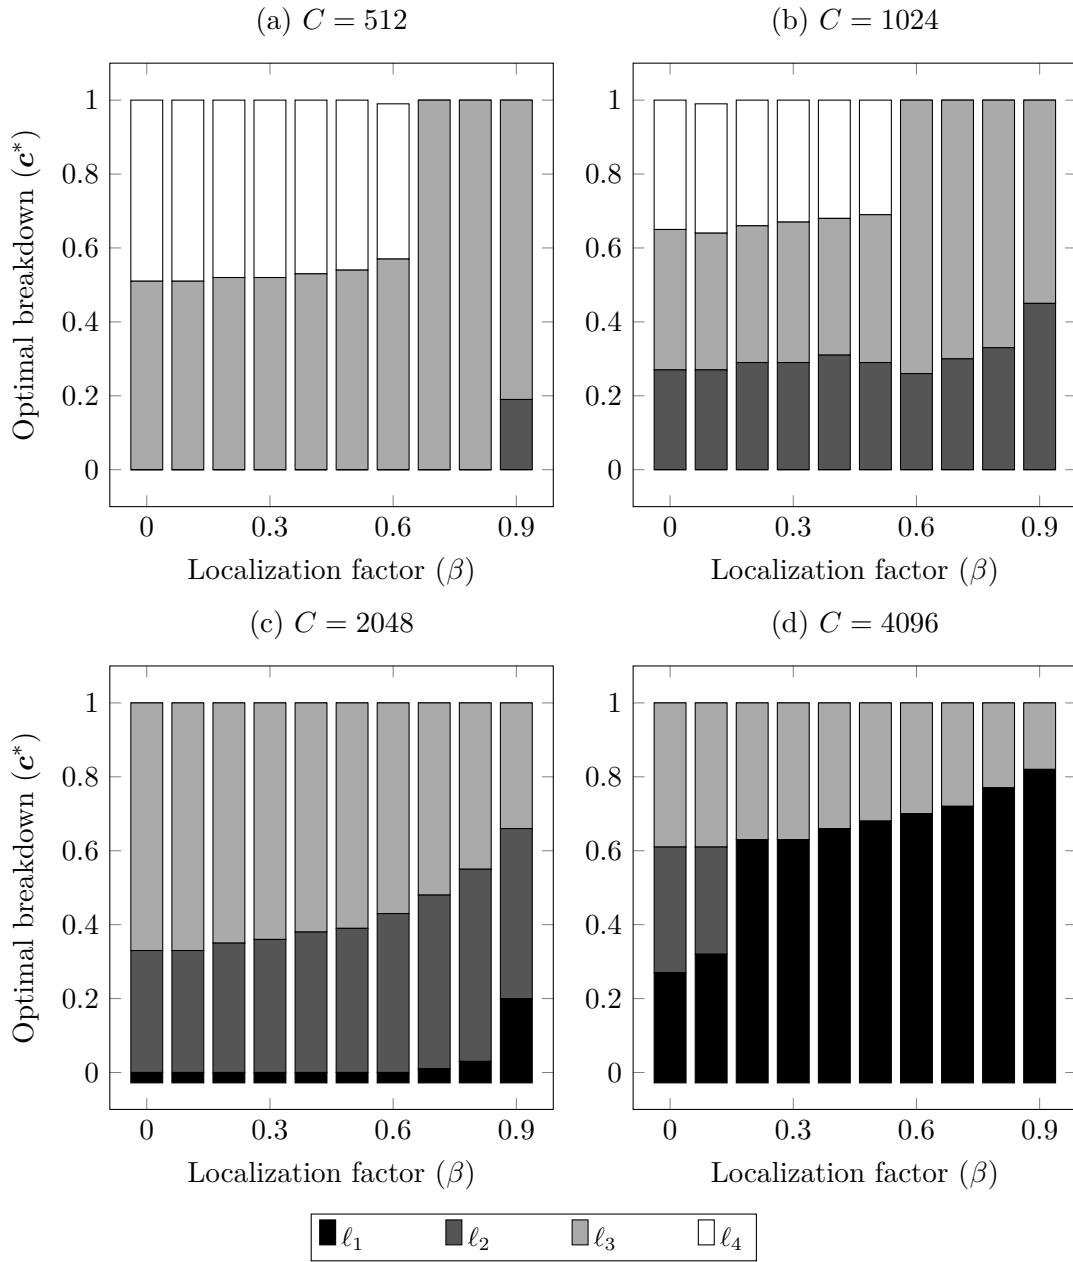 (a) C = 512
(b) C = 1024
Optimal breakdown (c*)
1
0.8
0.6
0.4
0.2
0
0 0.3 0.6 0.9
Localization factor (β)
1
0.8
0.6
0.4
0.2
0
0 0.3 0.6 0.9
Localization factor (β)
(c) C = 2048
(d) C = 4096
Optimal breakdown (c*)
1
0.8
0.6
0.4
0.2
0
0 0.3 0.6 0.9
Localization factor (β)
1
0.8
0.6
0.4
0.2
0
0 0.3 0.6 0.9
Localization factor (β)
ℓ₁ ℓ₂ ℓ₃ ℓ₄